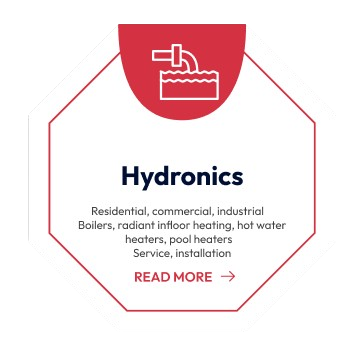 Hydronics
Residential, commercial, industrial
Boilers, radiant infloor heating, hot water
heaters, pool heaters
Service, installation
READ MORE →